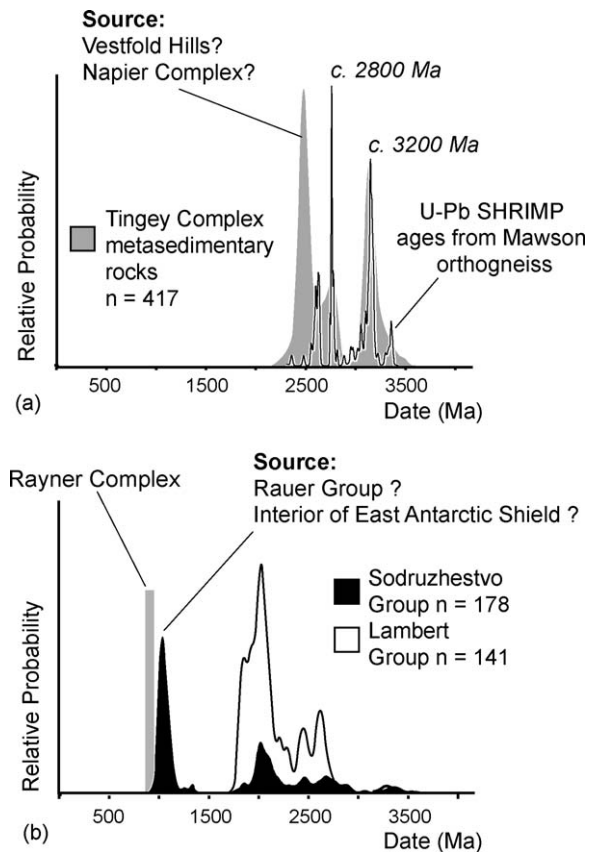 Source:
Vestfold Hills?
Napier Complex?
c. 2800 Ma
c. 3200 Ma
Tingey Complex
metasedimentary
rocks
n = 417
U-Pb SHRIMP
ages from Mawson
orthogneiss
Relative Probability
500
1500
2500
3500
Date (Ma)
(a)
Rayner Complex
Source:
Rauer Group ?
Interior of East Antarctic Shield ?
Sodruzhestvo
Group n = 178
Lambert
Group n = 141
Relative Probability
500
1500
2500
3500
Date (Ma)
(b)